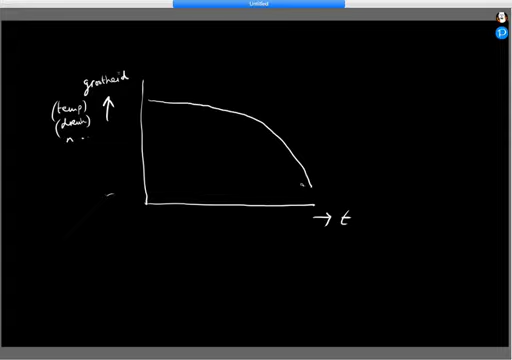 Untitled
grootheid
(temp)
(druk)
n ...
→ t
P